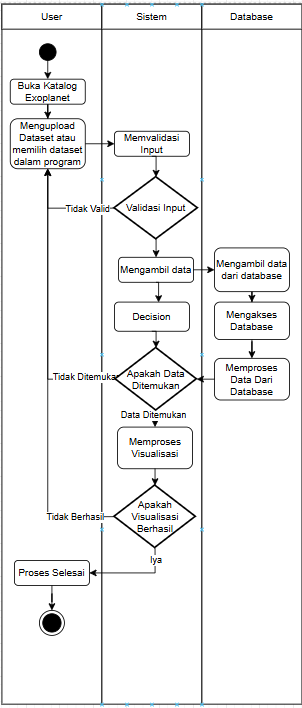 User
Sistem
Database
Buka Katalog
Exoplanet
Mengupload
Dataset atau
memilih dataset
dalam program
Memvalidasi
Input
Tidak Valid
Validasi Input
Mengambil data
Mengambil data
dari database
Decision
Mengakses
Database
Tidak Ditemukan
Apakah Data
Ditemukan
Memproses
Data Dari
Database
Data Ditemukan
Memproses
Visualisasi
Tidak Berhasil
Apakah
Visualisasi
Berhasil
Iya
Proses Selesai